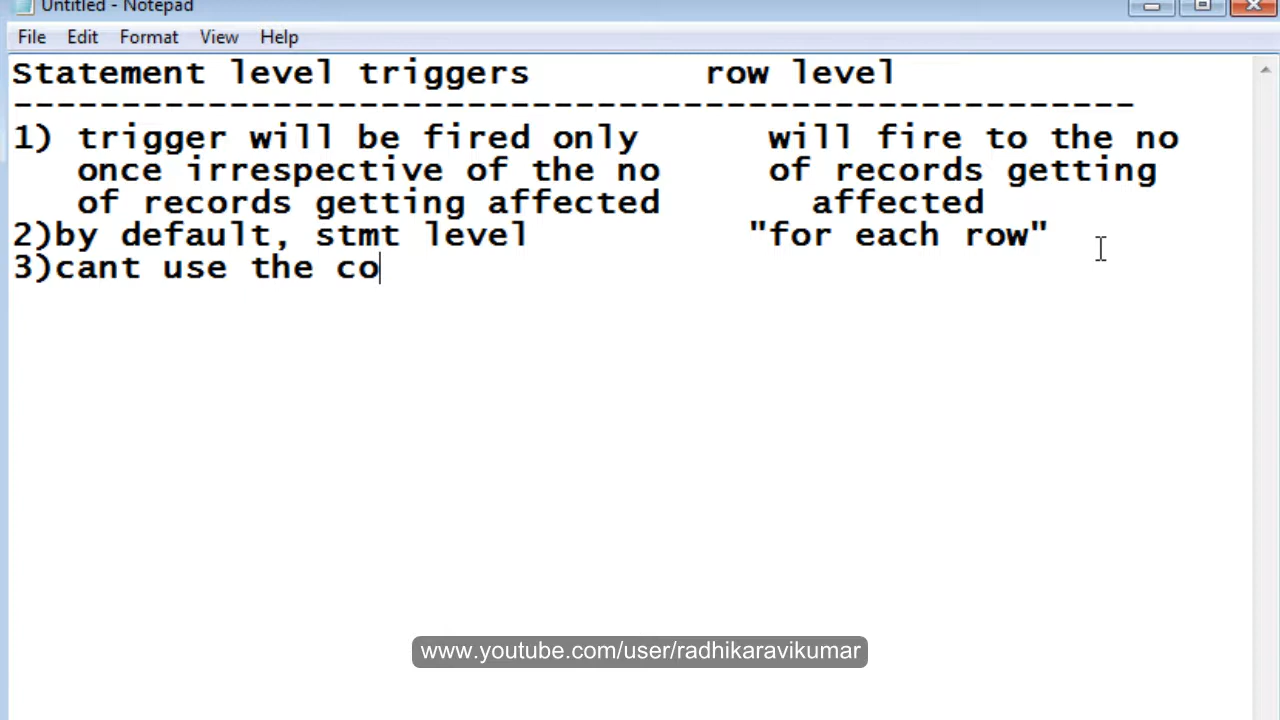 Untitled - Notepad
File Edit Format View Help
Statement level triggers row level
----------------------------------------------------
1) trigger will be fired only will fire to the no
once irrespective of the no of records getting
of records getting affected affected
2)by default, stmt level "for each row"
3)cant use the co
www.youtube.com/user/radhikaravikumar